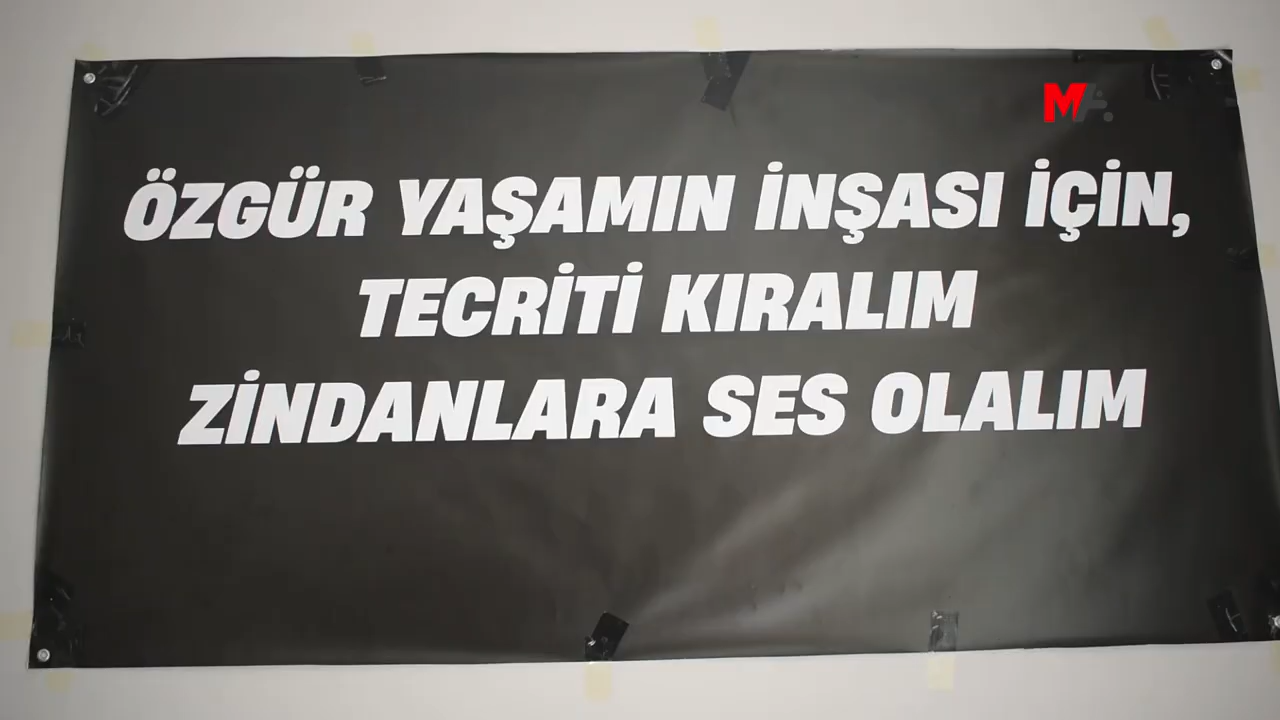 MA
ÖZGÜR YAŞAMIN İNŞASI İÇİN,
TECRİTİ KIRALIM
ZİNDANLARA SES OLALIM